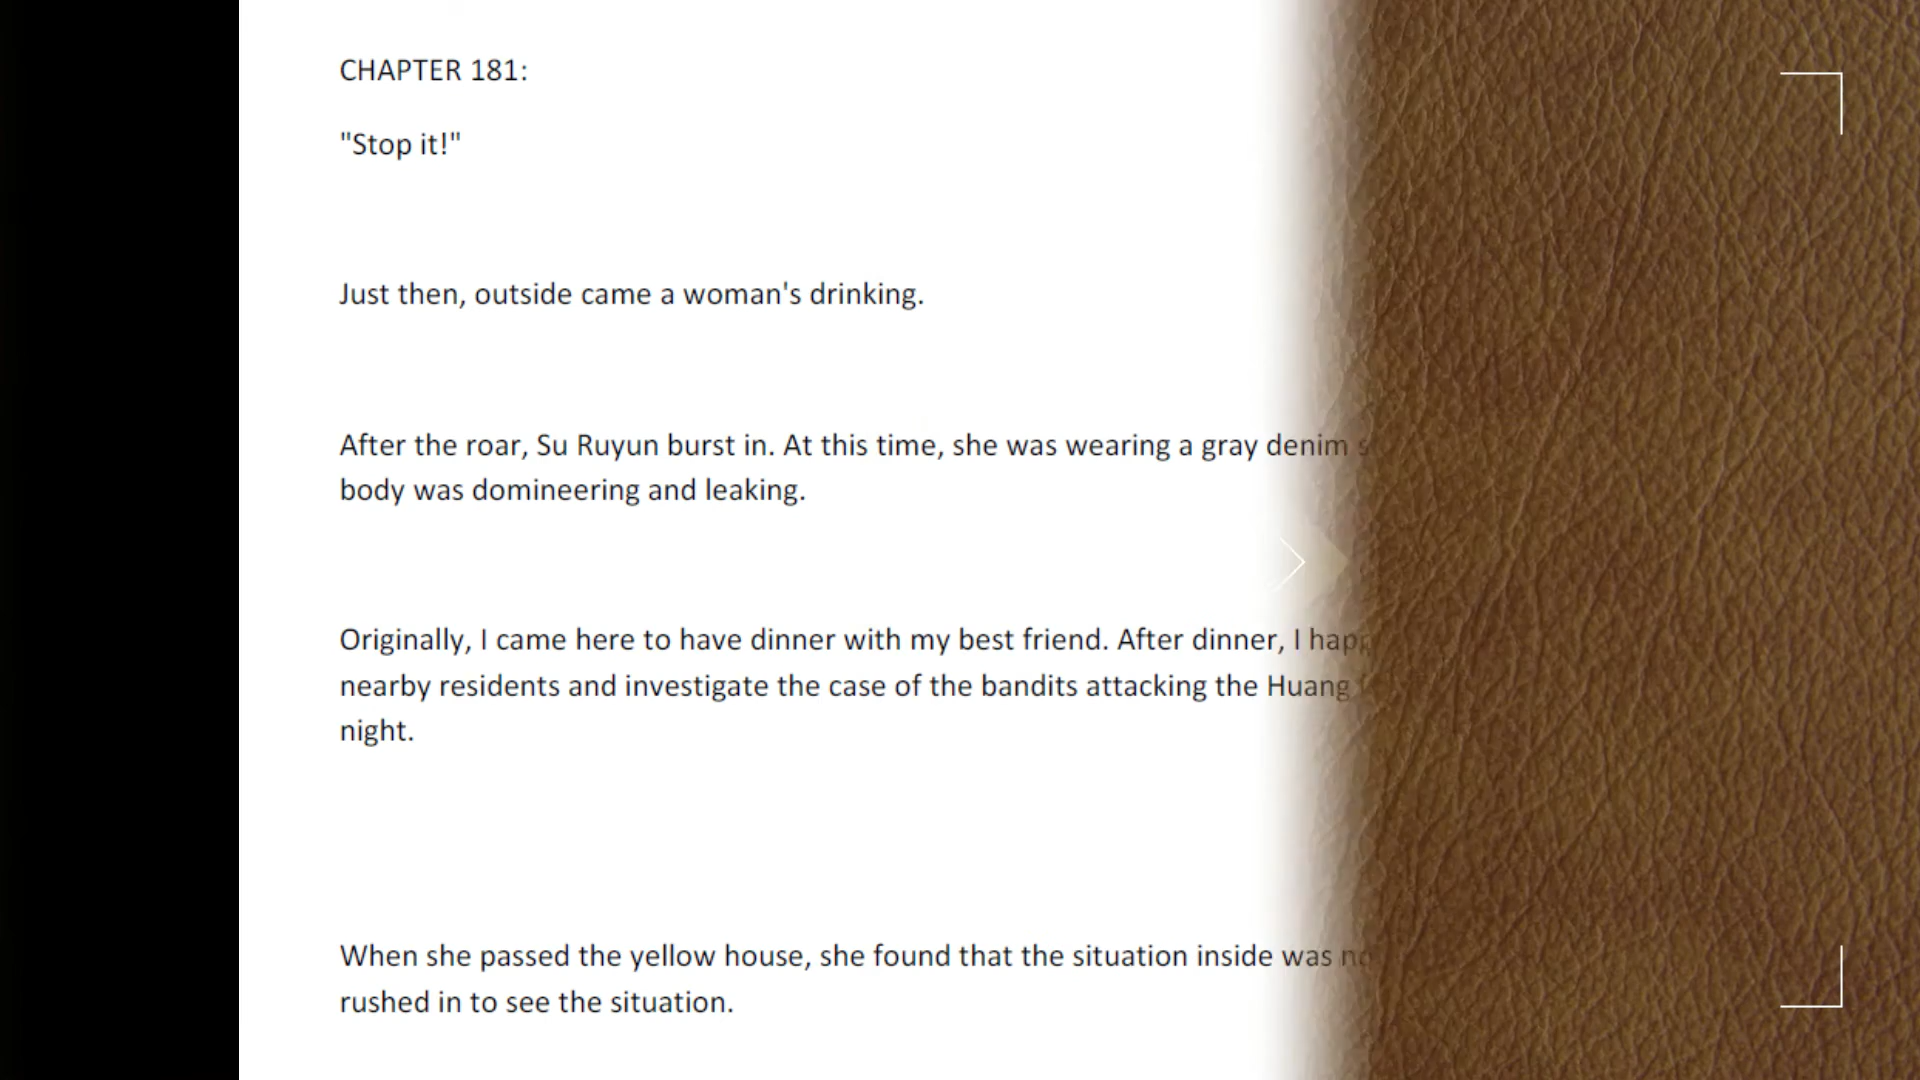 CHAPTER 181:
"Stop it!"
Just then, outside came a woman's drinking.
After the roar, Su Ruyun burst in. At this time, she was wearing a gray denim
body was domineering and leaking.
Originally, I came here to have dinner with my best friend. After dinner, I
nearby residents and investigate the case of the bandits attacking the Huang
night.
When she passed the yellow house, she found that the situation inside was
rushed in to see the situation.